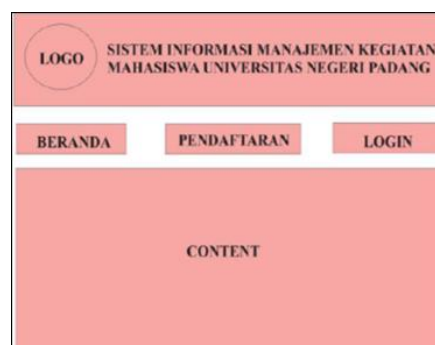 LOGO
SISTEM INFORMASI MANAJEMEN KEGIATAN
MAHASISWA UNIVERSITAS NEGERI PADANG
BERANDA PENDAFTARAN LOGIN
CONTENT